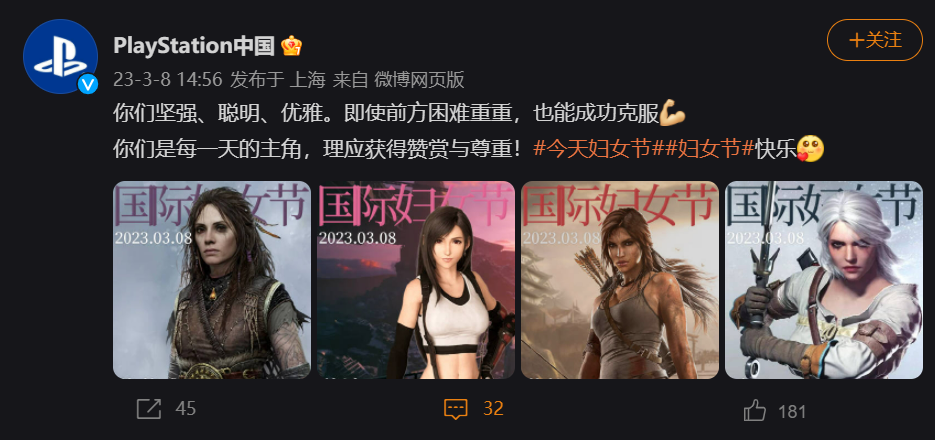 PlayStation中国
+关注
23-3-8 14:56 发布于 上海 来自 微博网页版
你们坚强、聪明、优雅。即使前方困难重重，也能成功克服💪
你们是每一天的主角，理应获得赞赏与尊重！#今天妇女节##妇女节#快乐🥰
国际妇女节
2023.03.08
国际妇女节
2023.03.08
国际妇女节
2023.03.08
国际妇女节
2023.03.08
45
32
181